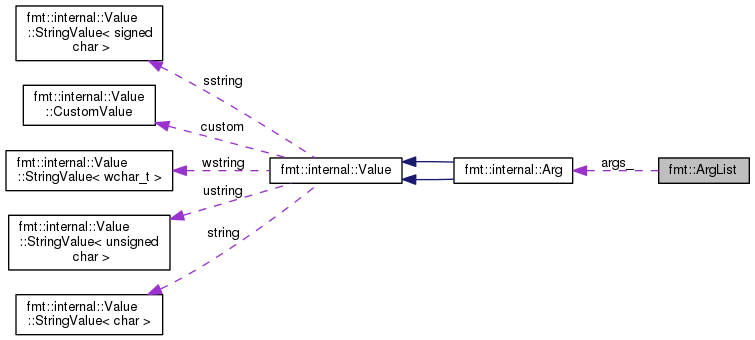 fmt::internal::Value
::StringValue< signed
char >
sstring
fmt::internal::Value
::CustomValue
custom
fmt::internal::Value
::StringValue< wchar_t >
wstring
fmt::internal::Value
fmt::internal::Arg
args_
fmt::ArgList
ustring
fmt::internal::Value
::StringValue< unsigned
char >
string
fmt::internal::Value
::StringValue< char >